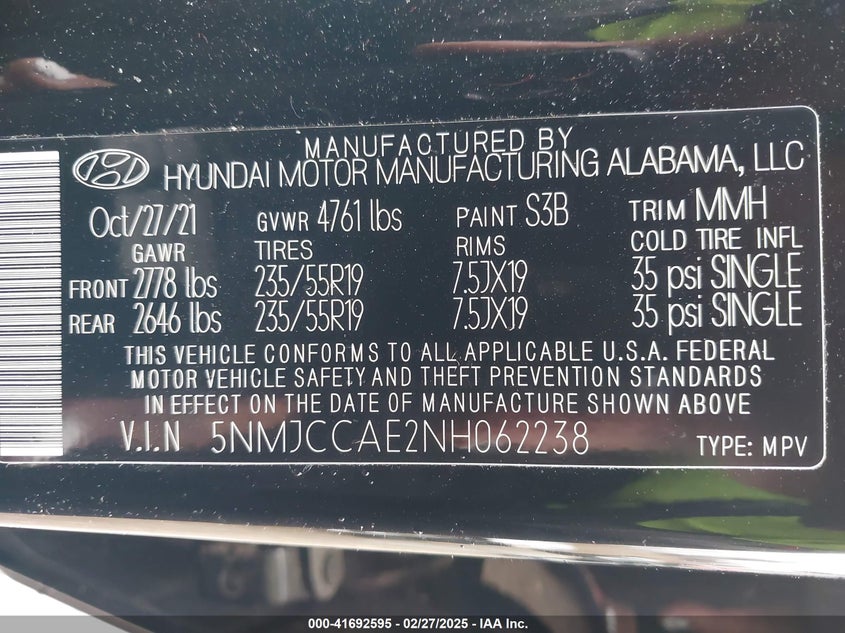 MANUFACTURED BY
HYUNDAI MOTOR MANUFACTURING ALABAMA, LLC
Oct/27/21 GVWR 4761 lbs PAINT S3B TRIM MMH
GAWR TIRES RIMS COLD TIRE INFL
FRONT 2778 lbs 235/55R19 7.5JX19 35 psi SINGLE
REAR 2646 lbs 235/55R19 7.5JX19 35 psi SINGLE
THIS VEHICLE CONFORMS TO ALL APPLICABLE U.S.A. FEDERAL
MOTOR VEHICLE SAFETY AND THEFT PREVENTION STANDARDS
IN EFFECT ON THE DATE OF MANUFACTURE SHOWN ABOVE
V.I.N 5NMJCCAE2NH062238 TYPE: MPV
000-41692595 - 02/27/2025 - IAA Inc.